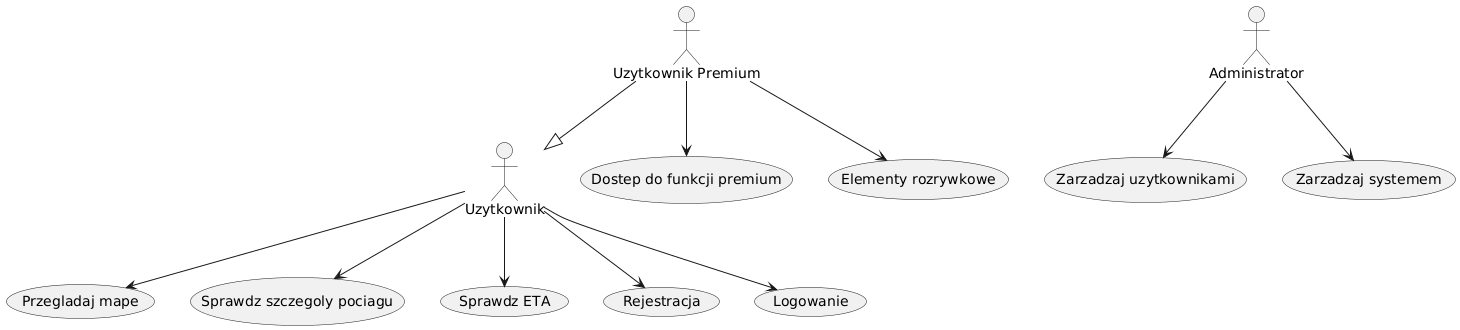 Uzytkownik Premium
Administrator
Uzytkownik
Dostep do funkcji premium
Elementy rozrywkowe
Zarzadzaj uzytkownikami
Zarzadzaj systemem
Przegladaj mape
Sprawdz szczegoly pociagu
Sprawdz ETA
Rejestracja
Logowanie